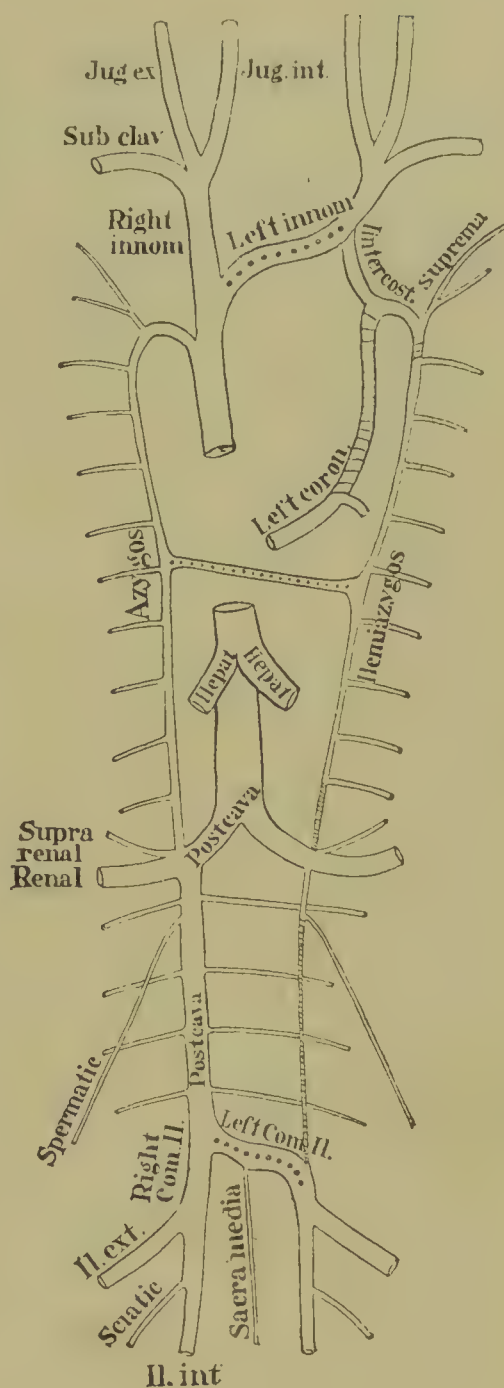 Jug ex
Jug. int.
Sub clav
Right
innom
Left innom
Iintercost.
suprema
Left coron.
Azygos
Hemiazygos
Hepat
Hepat
Supra
renal
Renal
Postcava
Postcava
Spermatic
Right
Com. Il.
Left Com. Il.
Il. ext.
Sciatic
Sacra media
Il. int